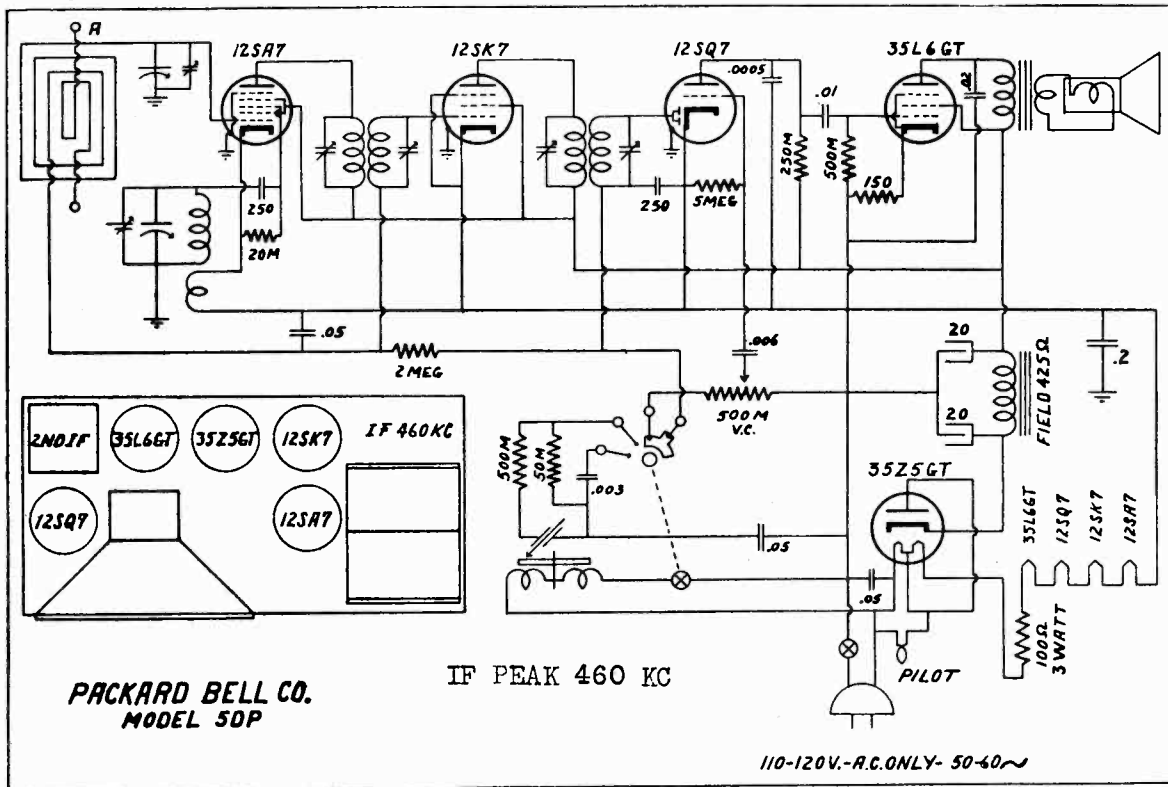 A
12SA7
12SK7
12SQ7
35L6GT
.0005
.01
.02
250M
500M
150
250
20M
250
5MEG
.05
2MEG
.006
500M
V.C.
20
20
FIELD 425Ω
.2
2ND IF
35L6GT
35Z5GT
12SK7
IF 460KC
12SQ7
12SA7
500M
50M
.003
.05
.05
35Z5GT
35L6GT
12SQ7
12SK7
12SA7
100Ω
3 WATT
PILOT
PACKARD BELL CO.
MODEL 5DP
IF PEAK 460 KC
110-120V.-A.C.ONLY- 50-60~